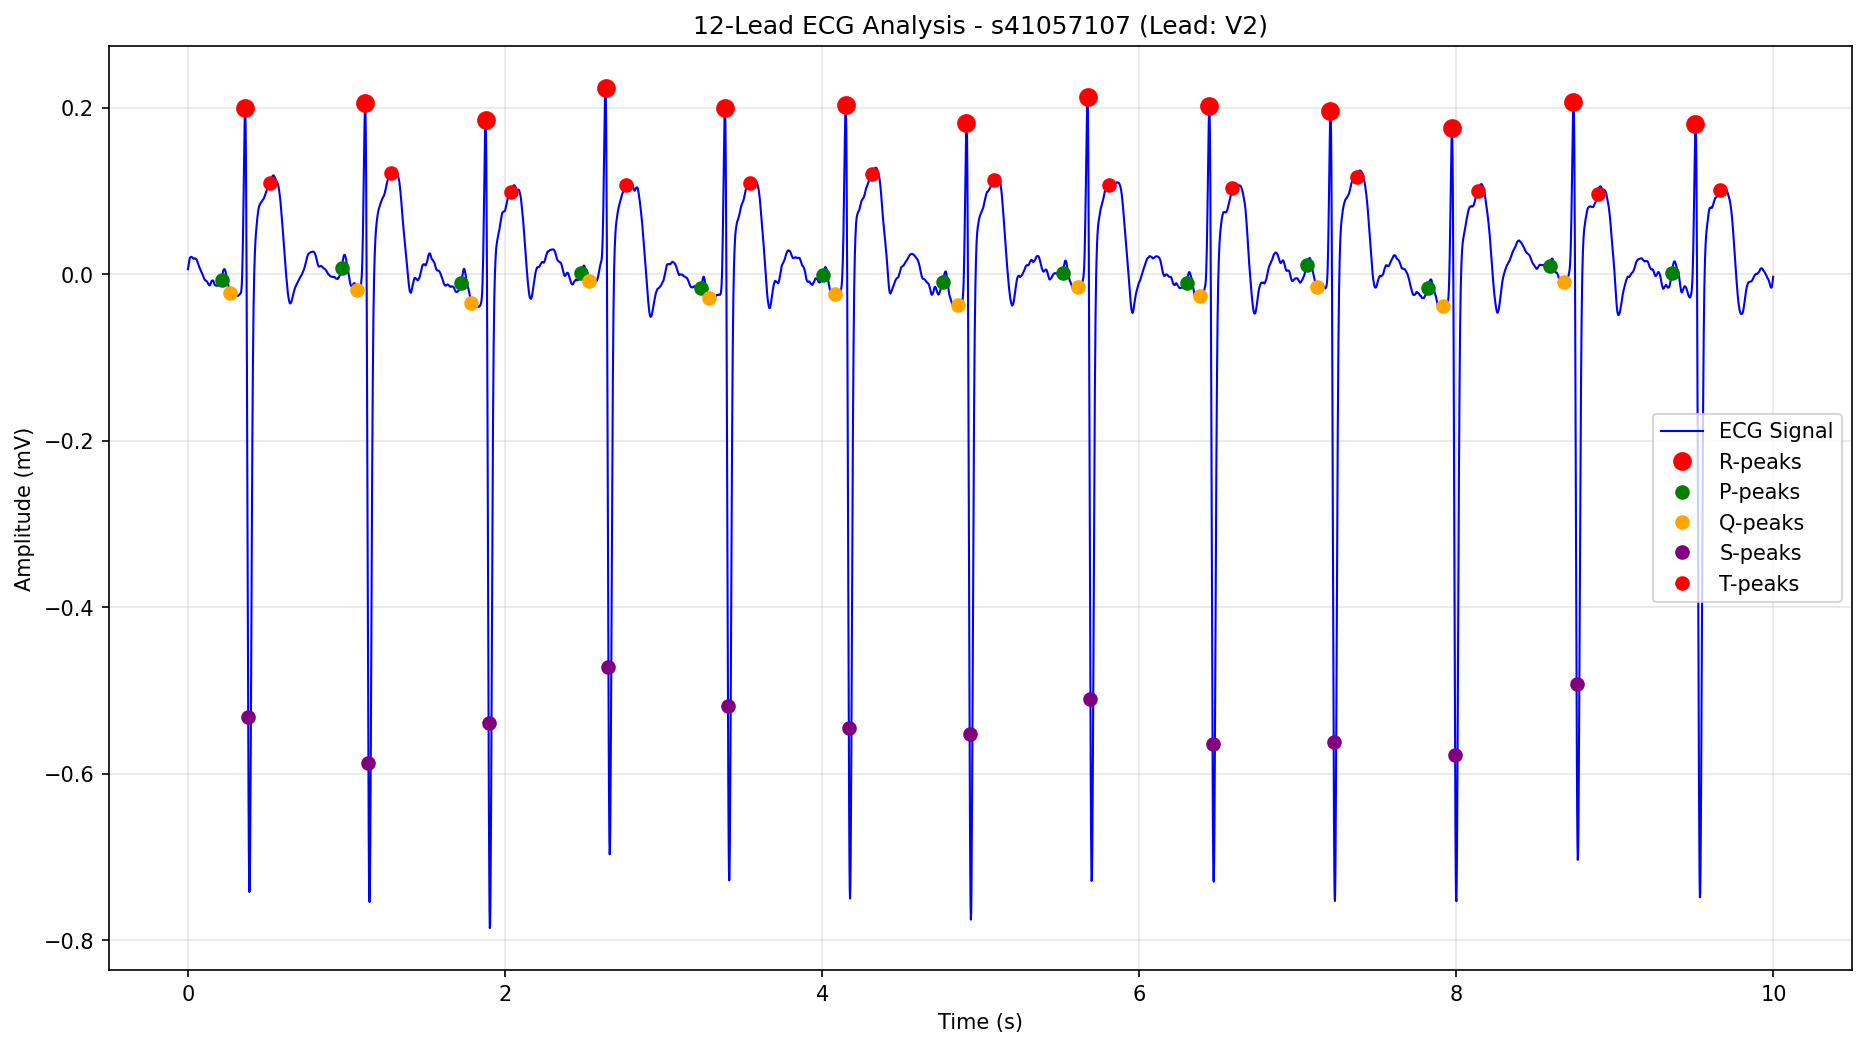 12-Lead ECG Analysis - s41057107 (Lead: V2)
Amplitude (mV)
0.2
0.0
−0.2
−0.4
−0.6
−0.8
ECG Signal
R-peaks
P-peaks
Q-peaks
S-peaks
T-peaks
0 2 4 6 8 10
Time (s)